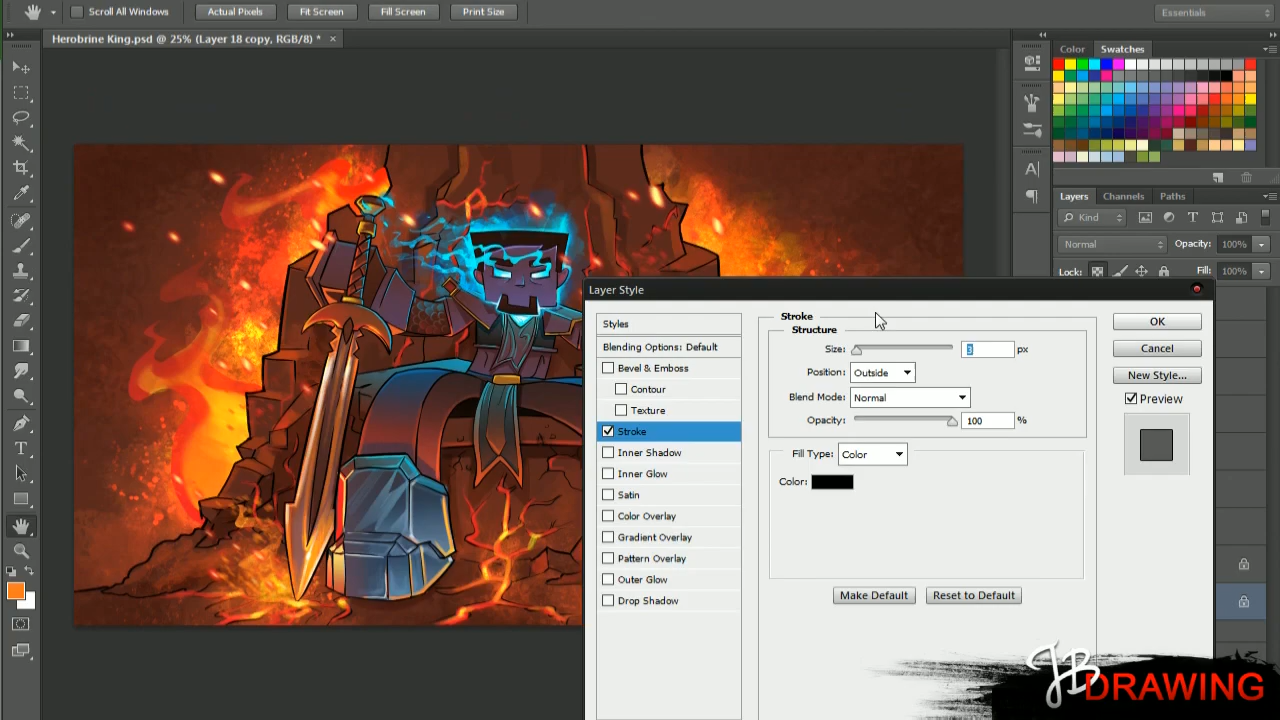 Scroll All Windows
Actual Pixels
Fit Screen
Fill Screen
Print Size
Essentials
Herobrine King.psd @ 25% (Layer 18 copy, RGB/8) * ×
Color
Swatches
Layers
Channels
Paths
Kind
Normal
Opacity: 100%
Lock:
Fill: 100%
Layer Style
Styles
Blending Options: Default
Bevel & Emboss
Contour
Texture
Stroke
Inner Shadow
Inner Glow
Satin
Color Overlay
Gradient Overlay
Pattern Overlay
Outer Glow
Drop Shadow
Stroke
Structure
Size: 3 px
Position: Outside
Blend Mode: Normal
Opacity: 100 %
Fill Type: Color
Color:
Make Default
Reset to Default
OK
Cancel
New Style...
Preview
JB
DRAWING